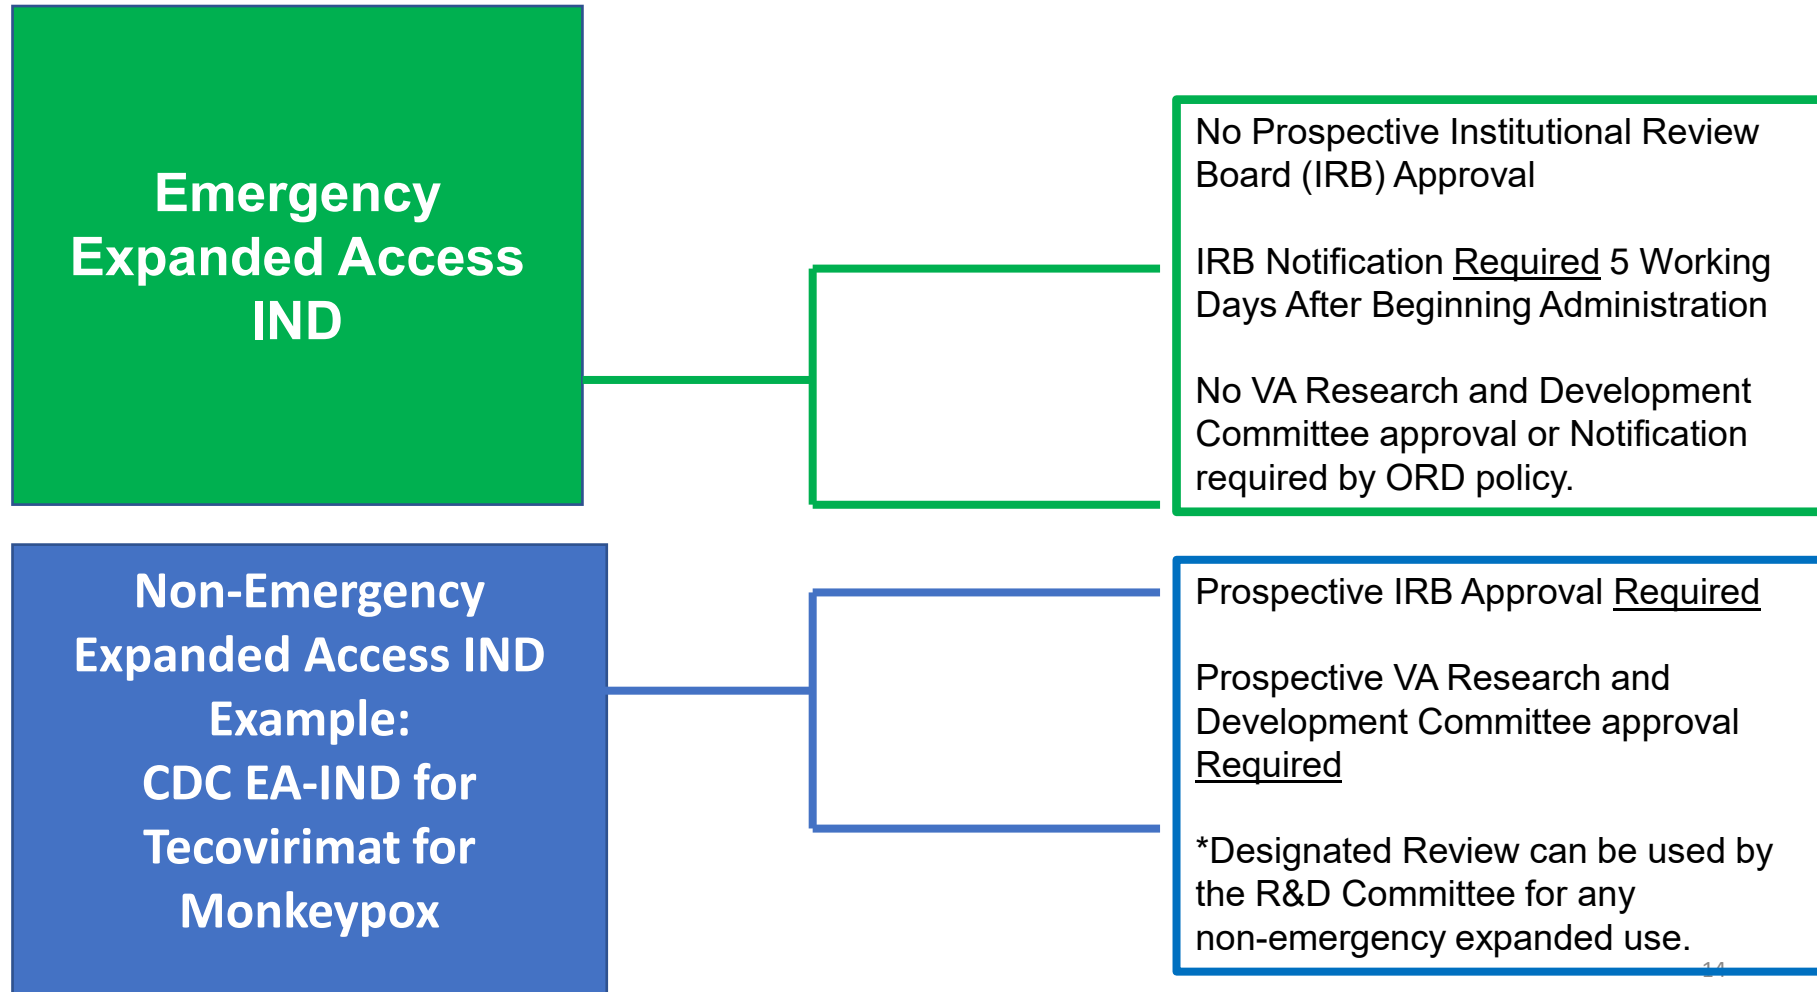 Emergency
Expanded Access
IND
No Prospective Institutional Review
Board (IRB) Approval
IRB Notification Required 5 Working
Days After Beginning Administration
No VA Research and Development
Committee approval or Notification
required by ORD policy.
Non-Emergency
Expanded Access IND
Example:
CDC EA-IND for
Tecovirimat for
Monkeypox
Prospective IRB Approval Required
Prospective VA Research and
Development Committee approval
Required
*Designated Review can be used by
the R&D Committee for any
non-emergency expanded use.
14